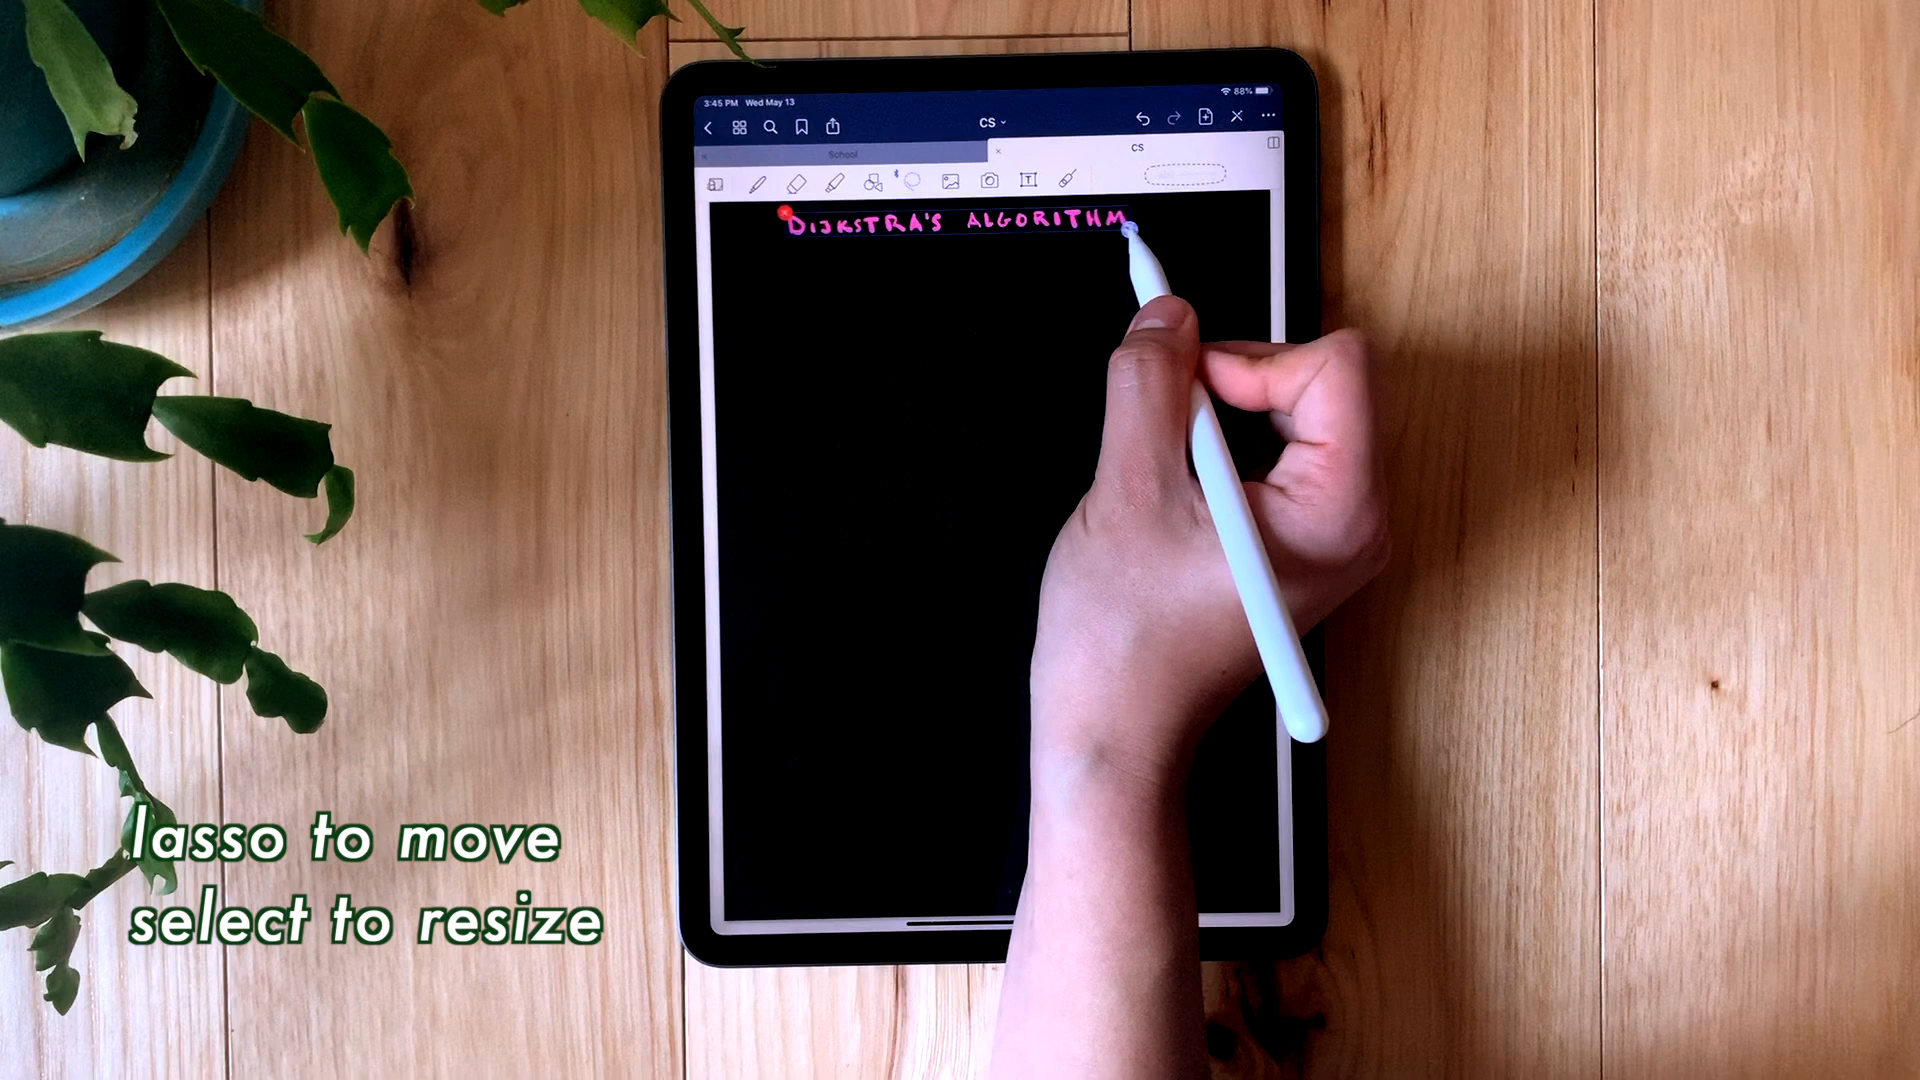 3:45 PM Wed May 13
88%
CS
School
CS
T
DIJKSTRA'S ALGORITHM
lasso to move
select to resize